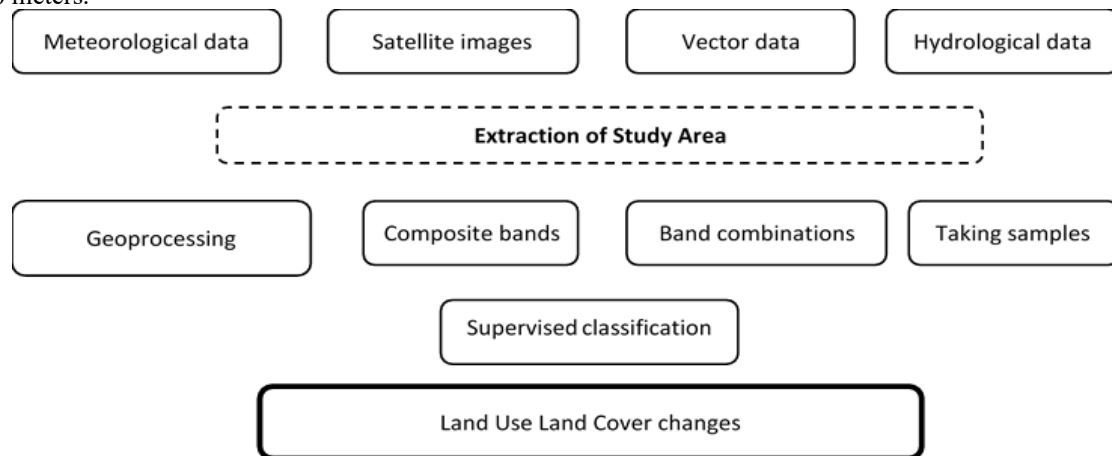 meters.
Meteorological data
Satellite images
Vector data
Hydrological data
Extraction of Study Area
Geoprocessing
Composite bands
Band combinations
Taking samples
Supervised classification
Land Use Land Cover changes